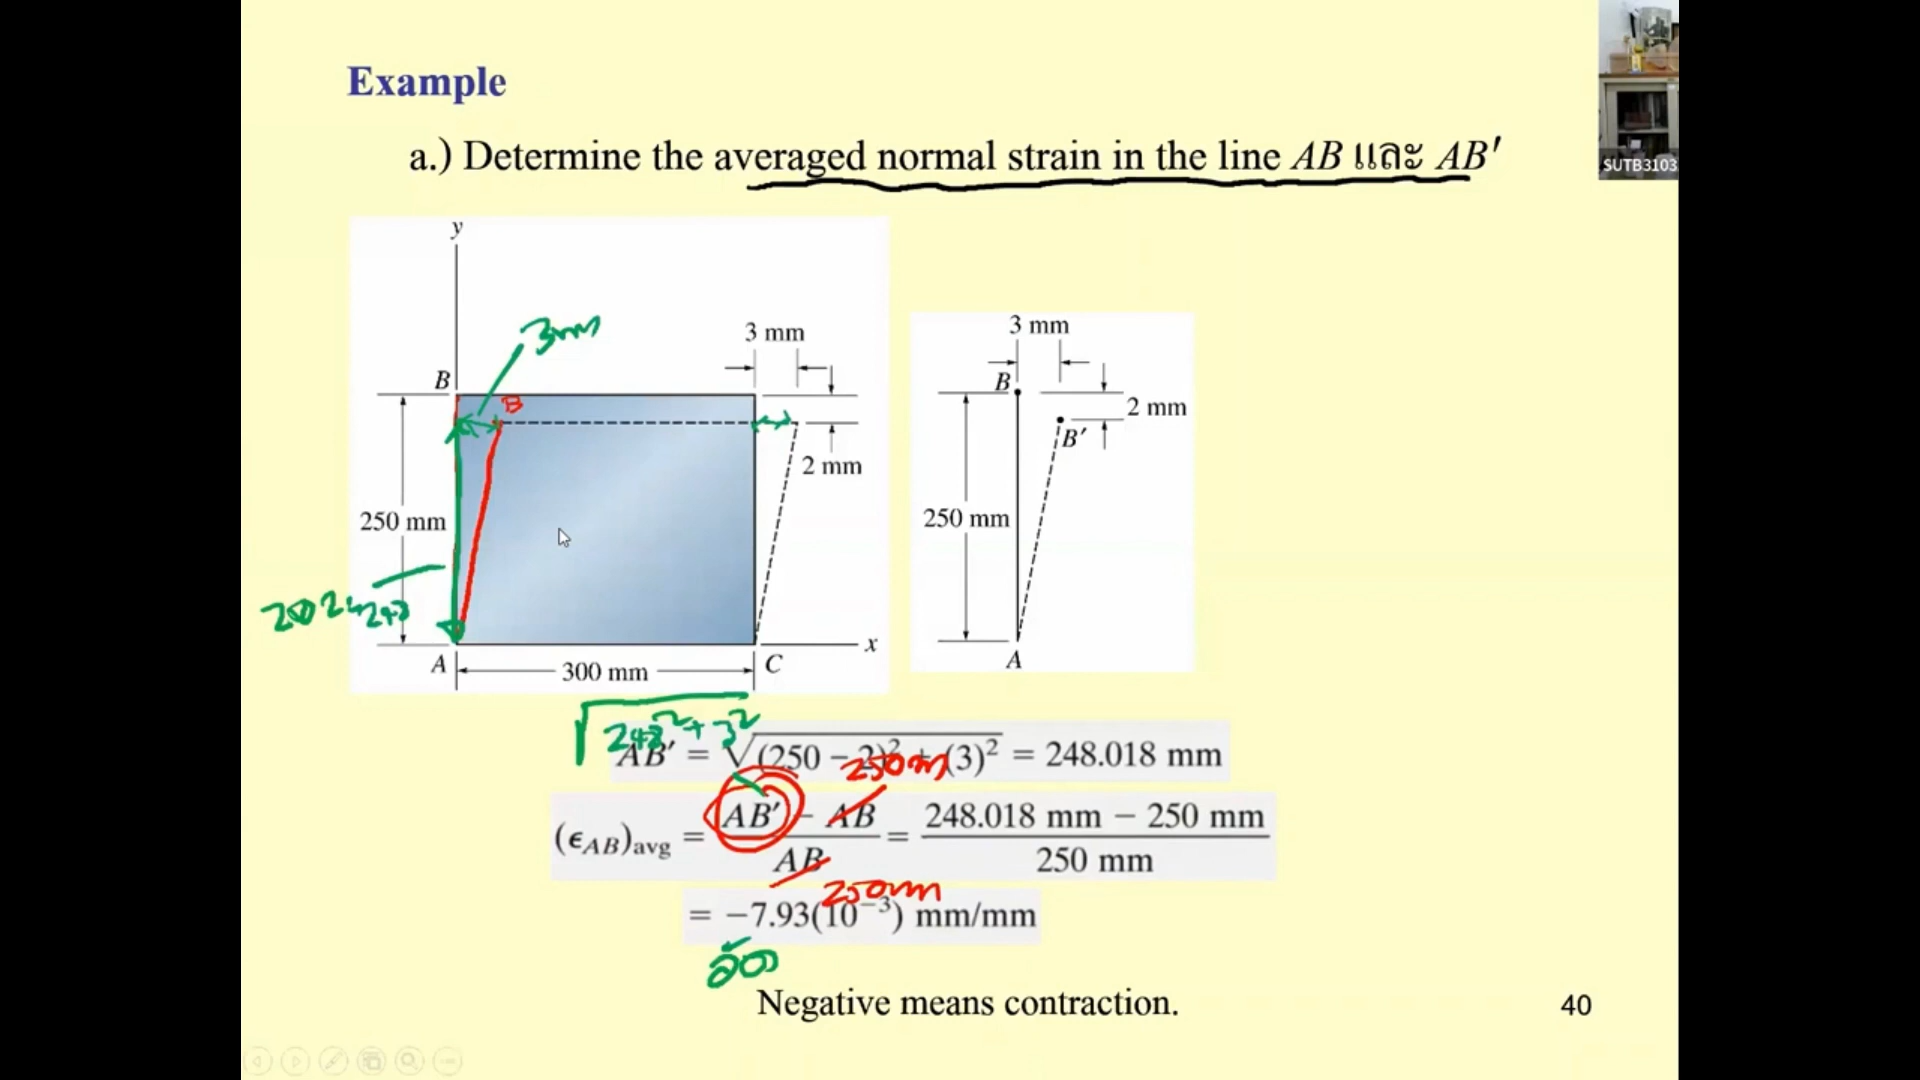 Example
a.) Determine the averaged normal strain in the line AB และ AB′
SUTB3103
y
3mm
3 mm
B
B
2 mm
250 mm
248
x
A
300 mm
C
3 mm
B
2 mm
B′
250 mm
A
√248² + 3²
AB′ = √(250 − 2)² + (3)² = 248.018 mm
250mm
(ϵAB)avg = AB′ − AB / AB = 248.018 mm − 250 mm / 250 mm
250mm
= −7.93(10⁻³) mm/mm
Negative means contraction.
40